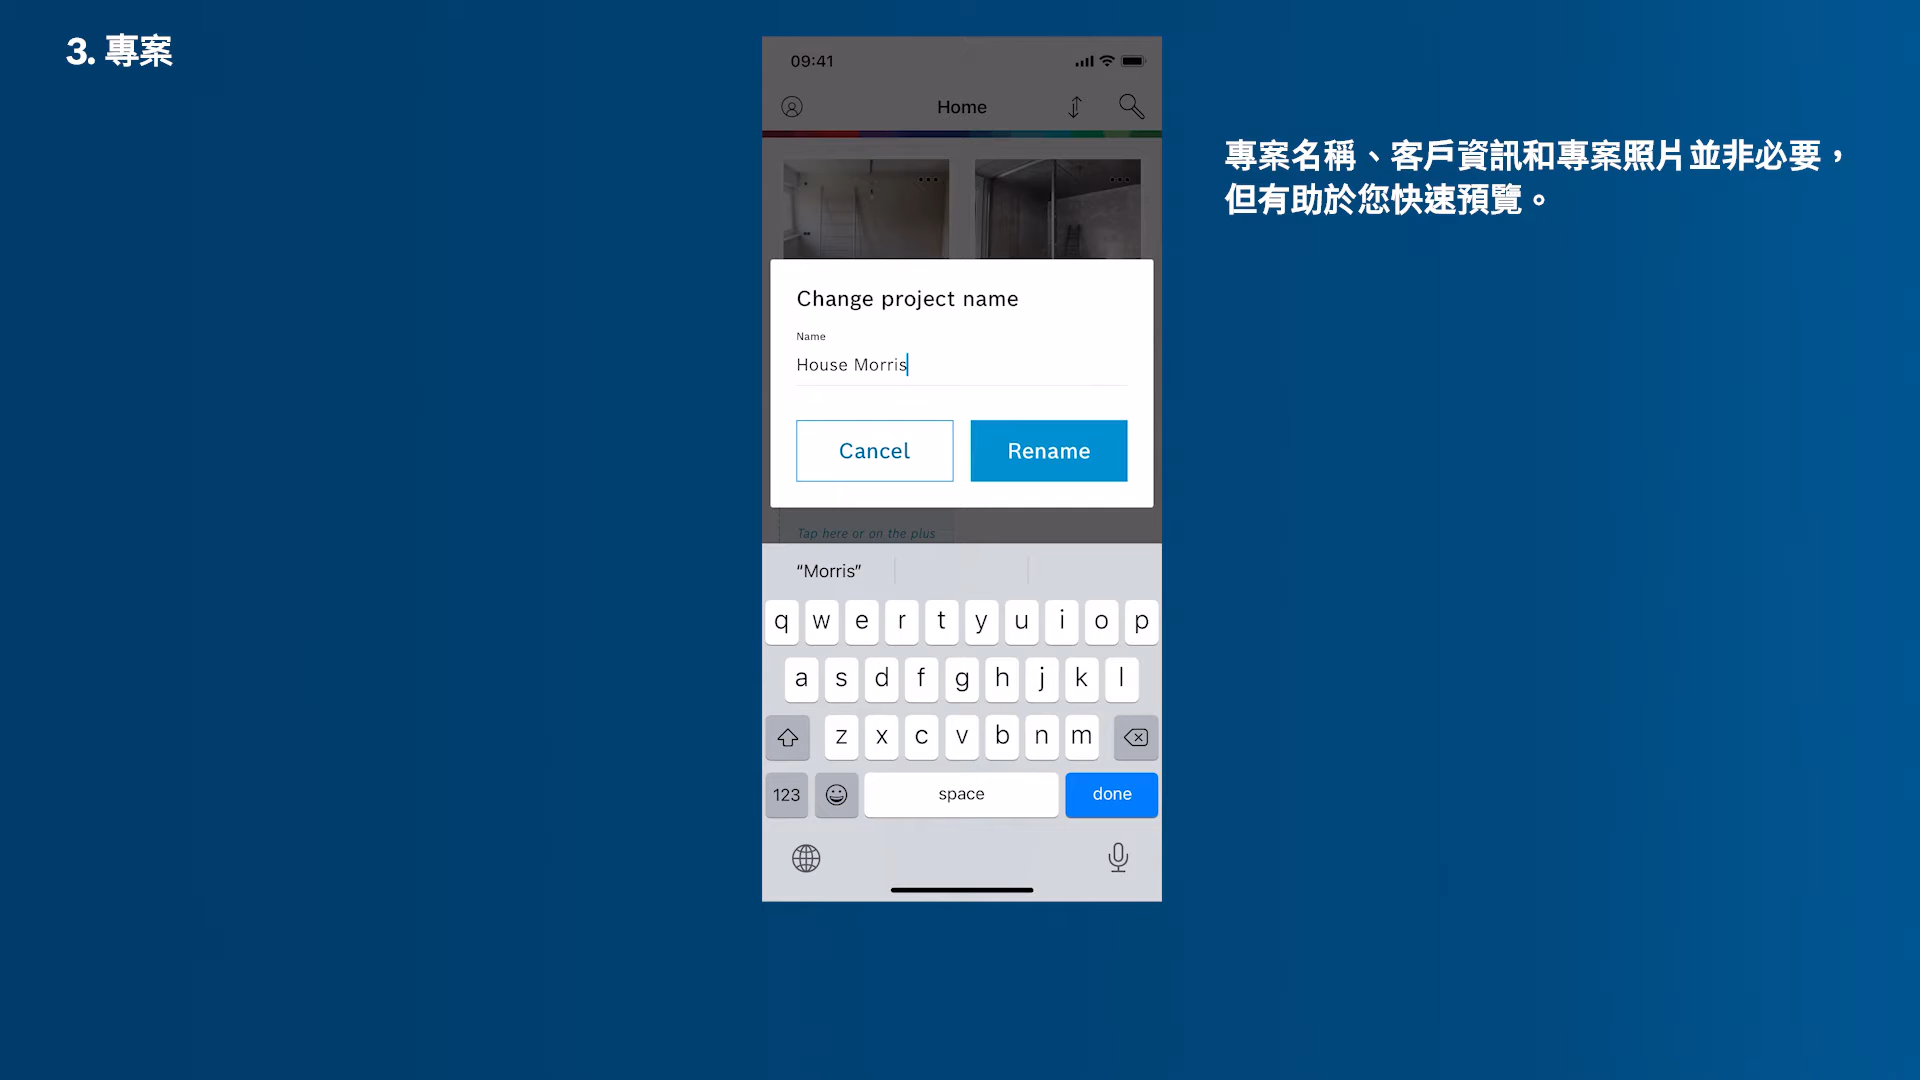 3. 專案
專案名稱、客戶資訊和專案照片並非必要，
但有助於您快速預覽。
09:41
Home
Change project name
Name
House Morris
Cancel
Rename
Tap here or on the plus
“Morris”
q w e r t y u i o p
a s d f g h j k l
z x c v b n m
123
space
done